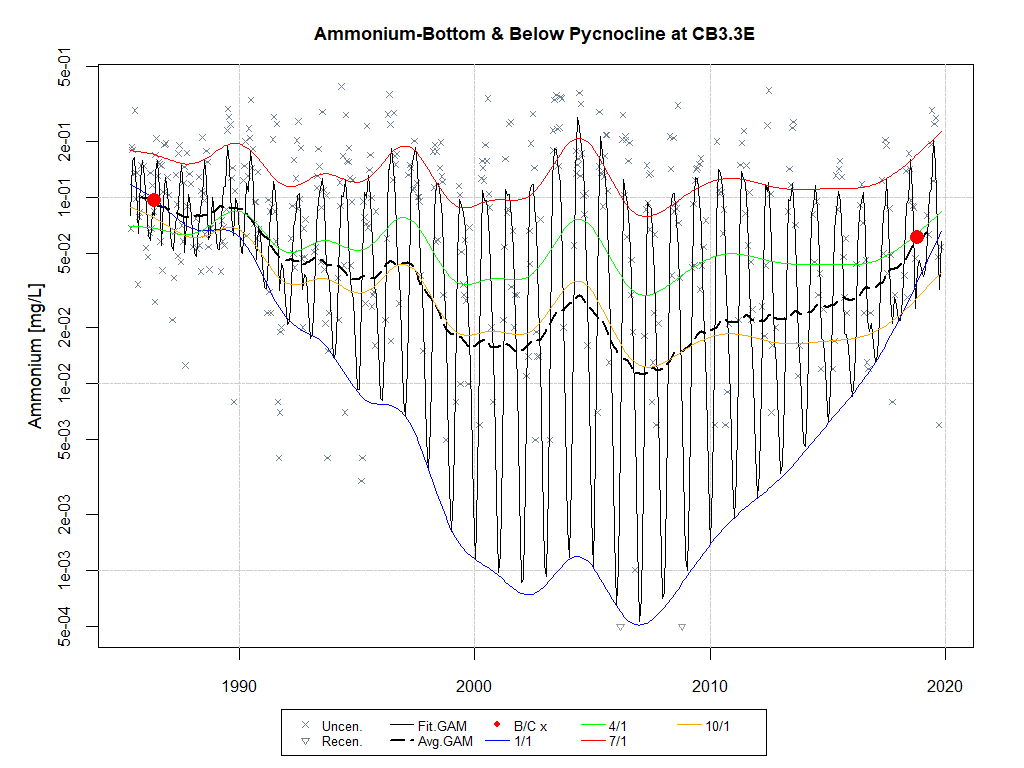 Ammonium-Bottom & Below Pycnocline at CB3.3E
Ammonium [mg/L]
5e-01
2e-01
1e-01
5e-02
2e-02
1e-02
5e-03
2e-03
1e-03
5e-04
1990 2000 2010 2020
Uncen. Fit.GAM B/C x 4/1 10/1
Recen. Avg.GAM 1/1 7/1